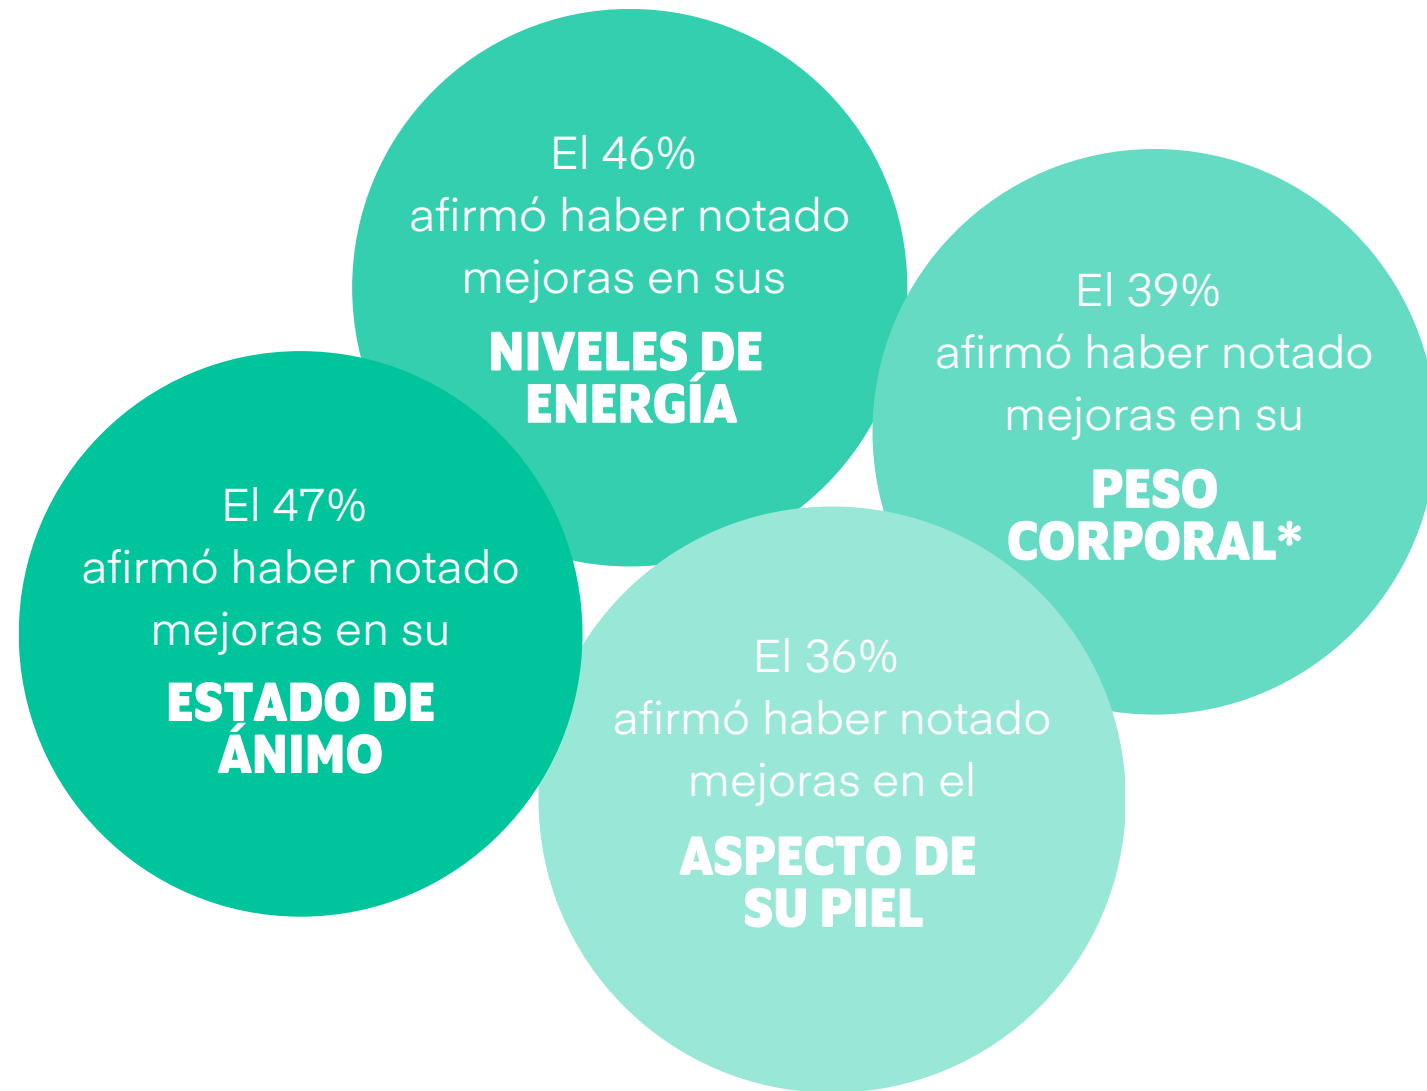 El 46%
afirmó haber notado
mejoras en sus
NIVELES DE
ENERGÍA
El 39%
afirmó haber notado
mejoras en su
PESO
CORPORAL*
El 47%
afirmó haber notado
mejoras en su
ESTADO DE
ÁNIMO
El 36%
afirmó haber notado
mejoras en el
ASPECTO DE
SU PIEL